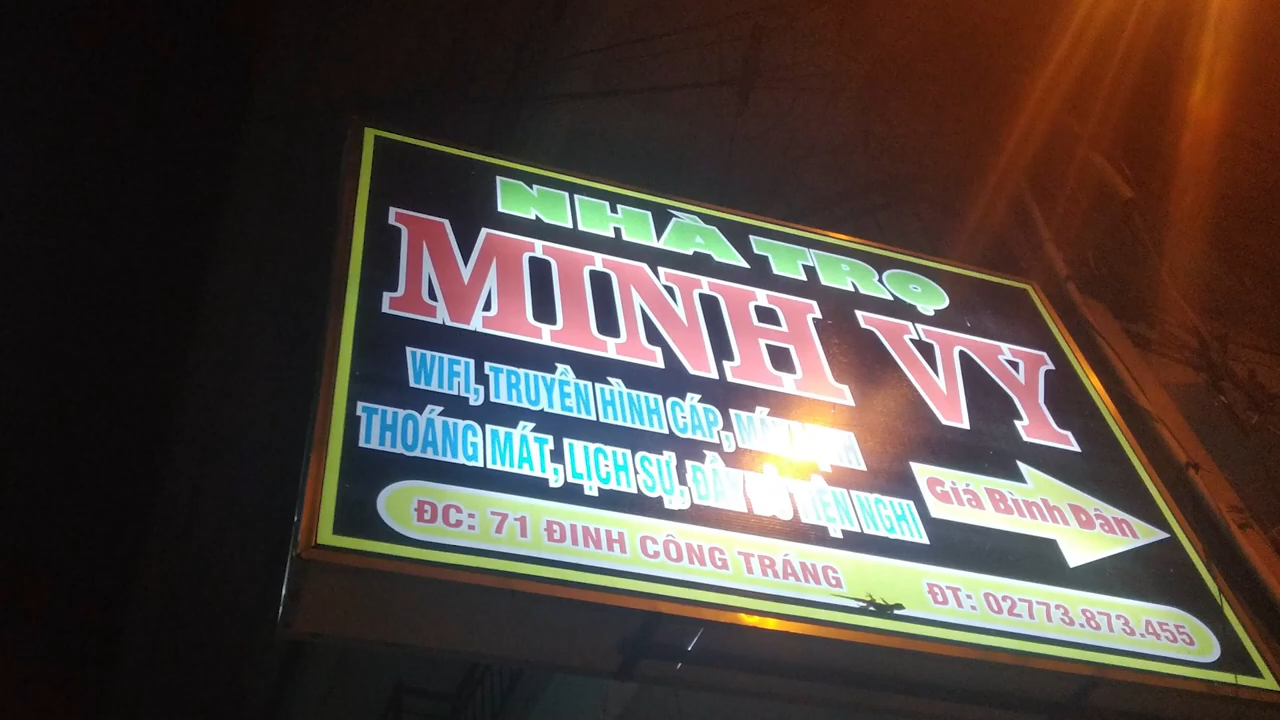 NHÀ TRỌ
MINH VY
WIFI, TRUYỀN HÌNH CÁP, MÁY LẠNH
THOÁNG MÁT, LỊCH SỰ, ĐẦY ĐỦ TIỆN NGHI
Giá Bình Dân
ĐC: 71 ĐINH CÔNG TRÁNG ĐT: 02773.873.455